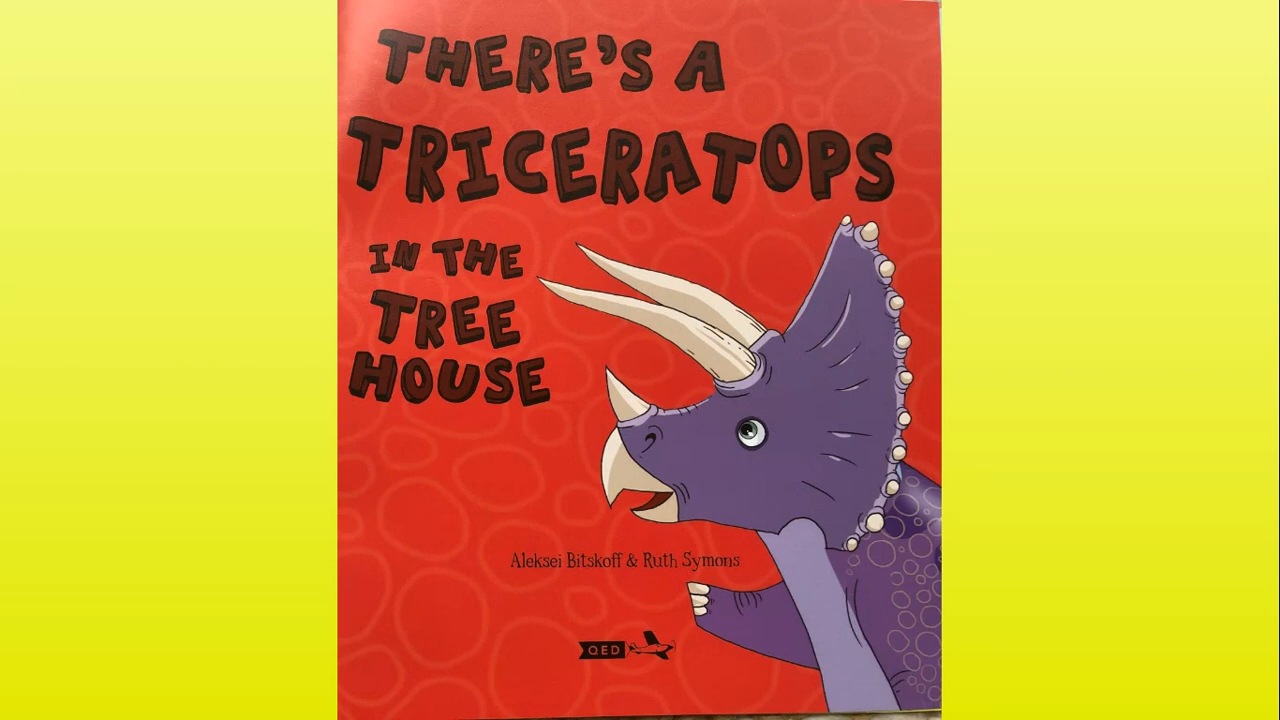 THERE'S A
TRICERATOPS
IN THE
TREE
HOUSE
Aleksei Bitskoff & Ruth Symons
QED